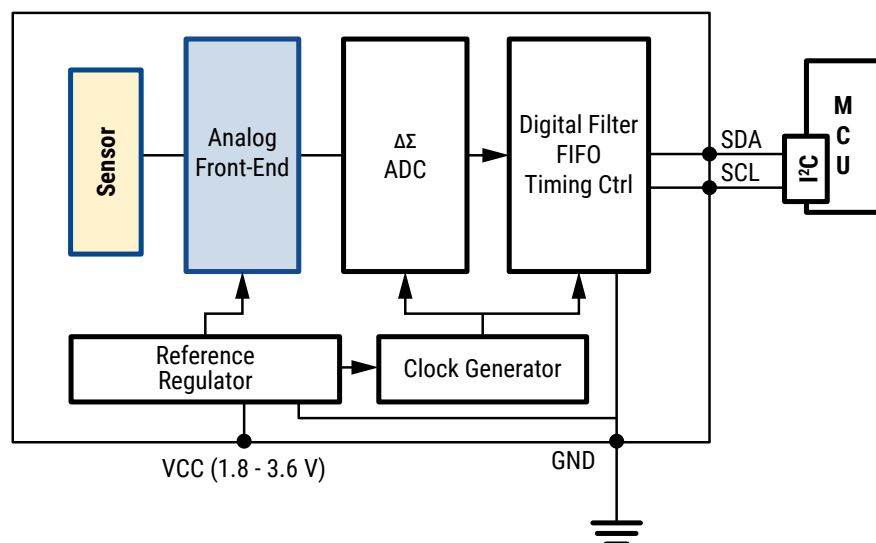 Sensor
Analog
Front-End
ΔΣ
ADC
Digital Filter
FIFO
Timing Ctrl
SDA
SCL
I²C
M
C
U
Reference
Regulator
Clock Generator
VCC (1.8 - 3.6 V)
GND